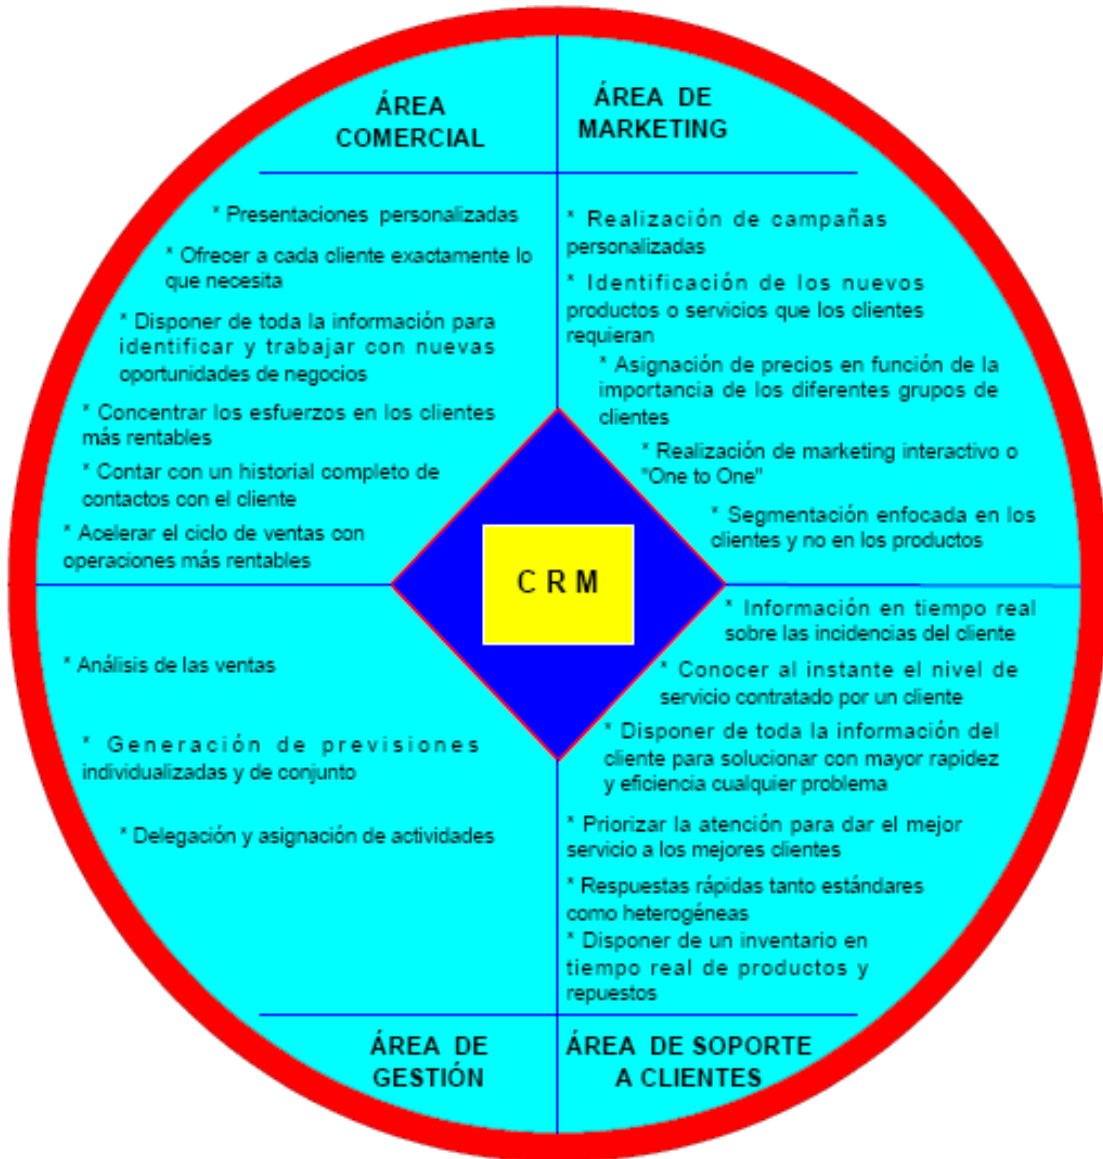 ÁREA
COMERCIAL
* Presentaciones personalizadas
* Ofrecer a cada cliente exactamente lo
que necesita
* Disponer de toda la información para
identificar y trabajar con nuevas
oportunidades de negocios
* Concentrar los esfuerzos en los clientes
más rentables
* Contar con un historial completo de
contactos con el cliente
* Acelerar el ciclo de ventas con
operaciones más rentables
ÁREA DE
MARKETING
* Realización de campañas
personalizadas
* Identificación de los nuevos
productos o servicios que los clientes
requieran
* Asignación de precios en función de la
importancia de los diferentes grupos de
clientes
* Realización de marketing interactivo o
"One to One"
* Segmentación enfocada en los
clientes y no en los productos
C R M
* Análisis de las ventas
* Generación de previsiones
individualizadas y de conjunto
* Delegación y asignación de actividades
ÁREA DE
GESTIÓN
* Información en tiempo real
sobre las incidencias del cliente
* Conocer al instante el nivel de
servicio contratado por un cliente
* Disponer de toda la información del
cliente para solucionar con mayor rapidez
y eficiencia cualquier problema
* Priorizar la atención para dar el mejor
servicio a los mejores clientes
* Respuestas rápidas tanto estándares
como heterogéneas
* Disponer de un inventario en
tiempo real de productos y
repuestos
ÁREA DE SOPORTE
A CLIENTES